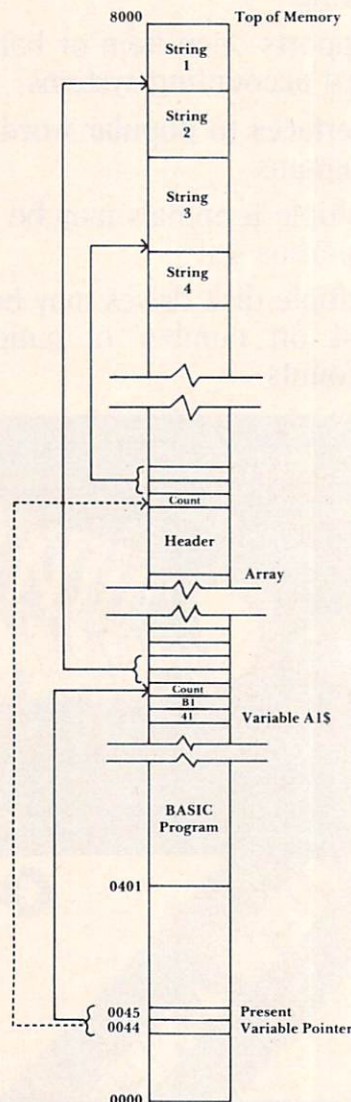 8000 Top of Memory
String
1
String
2
String
3
String
4
Count
Header
Array
Count
B1
41
Variable A1$
BASIC
Program
0401
0045 Present
0044 Variable Pointer
0000